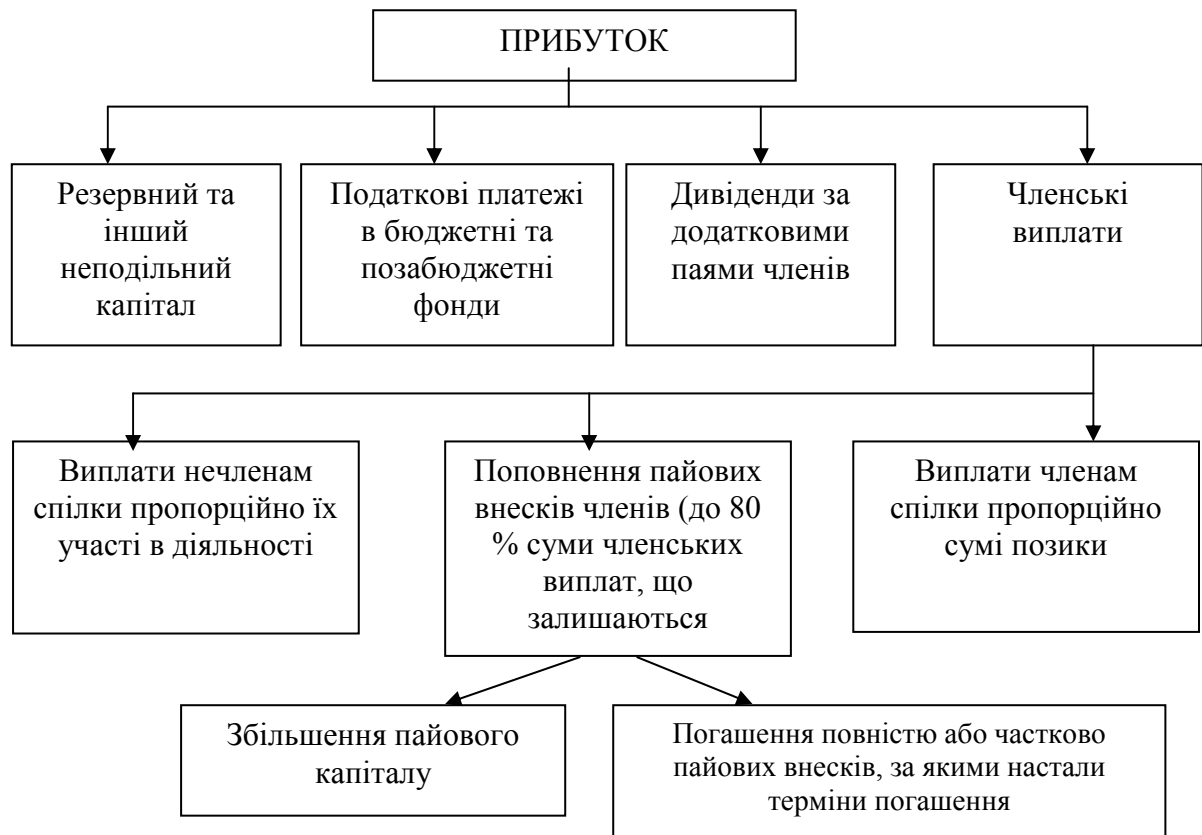 ПРИБУТОК
Резервний та
інший
неподільний
капітал
Податкові платежі
в бюджетні та
позабюджетні
фонди
Дивіденди за
додатковими
паями членів
Членські
виплати
Виплати нечленам
спілки пропорційно їх
участі в діяльності
Поповнення пайових
внесків членів (до 80
% суми членських
виплат, що
залишаються
Виплати членам
спілки пропорційно
сумі позики
Збільшення пайового
капіталу
Погашення повністю або частково
пайових внесків, за якими настали
терміни погашення